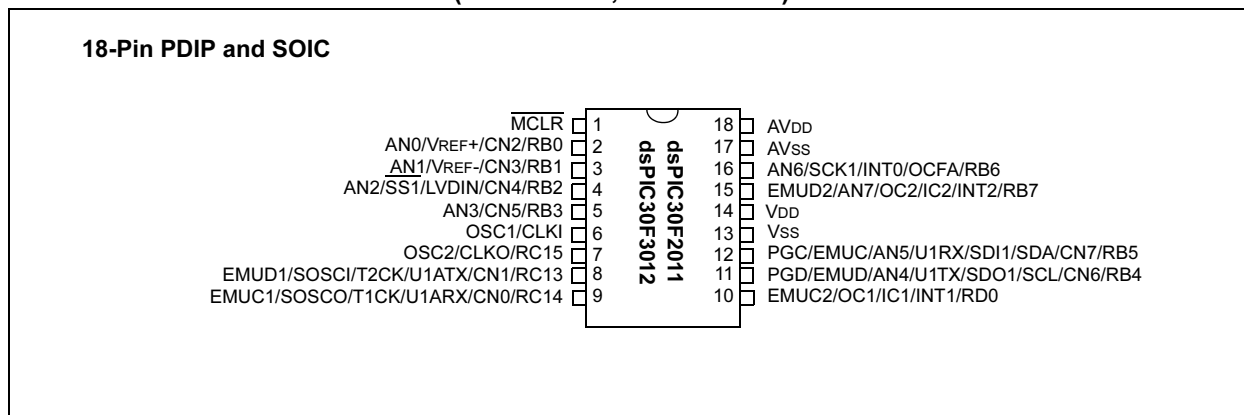 18-Pin PDIP and SOIC
MCLR 1 18 AVDD
AN0/VREF+/CN2/RB0 2 17 AVSS
AN1/VREF-/CN3/RB1 3 16 AN6/SCK1/INT0/OCFA/RB6
AN2/SS1/LVDIN/CN4/RB2 4 15 EMUD2/AN7/OC2/IC2/INT2/RB7
AN3/CN5/RB3 5 14 VDD
OSC1/CLKI 6 13 VSS
OSC2/CLKO/RC15 7 12 PGC/EMUC/AN5/U1RX/SDI1/SDA/CN7/RB5
EMUD1/SOSCI/T2CK/U1ATX/CN1/RC13 8 11 PGD/EMUD/AN4/U1TX/SDO1/SCL/CN6/RB4
EMUC1/SOSCO/T1CK/U1ARX/CN0/RC14 9 10 EMUC2/OC1/IC1/INT1/RD0
dsPIC30F3012
dsPIC30F2011